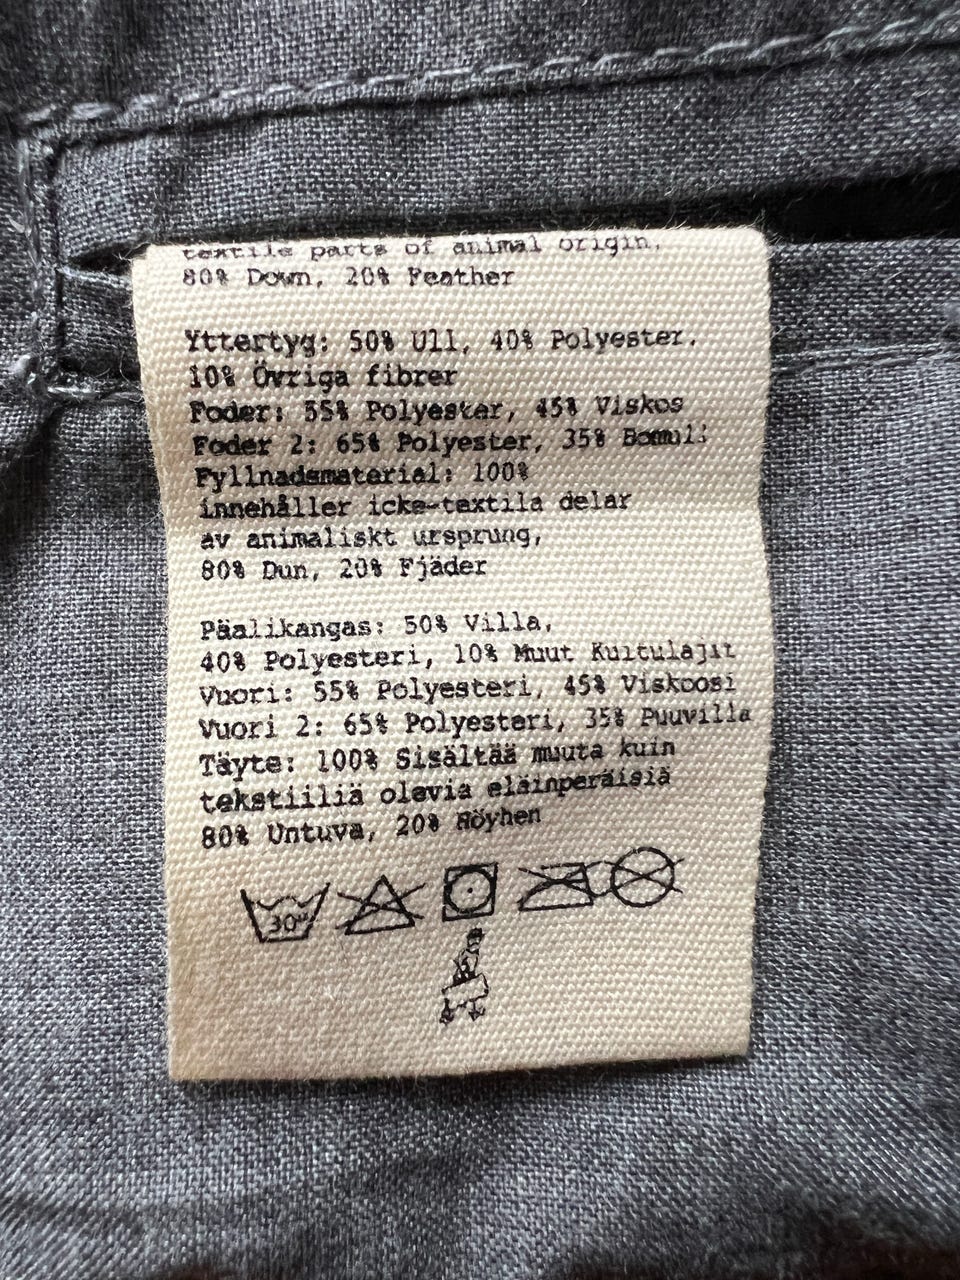 textile parts of animal origin,
80% Down, 20% Feather
Yttertyg: 50% Ull, 40% Polyester,
10% Övriga fibrer
Foder: 55% Polyester, 45% Viskos
Foder 2: 65% Polyester, 35% Bomull
Fyllnadsmaterial: 100%
innehåller icke-textila delar
av animaliskt ursprung,
80% Dun, 20% Fjäder
Päälikangas: 50% Villa,
40% Polyesteri, 10% Muut Kuitulajit
Vuori: 55% Polyesteri, 45% Viskoosi
Vuori 2: 65% Polyesteri, 35% Puuvilla
Täyte: 100% Sisältää muuta kuin
tekstiiliä olevia eläinperäisiä
80% Untuva, 20% Höyhen
30°